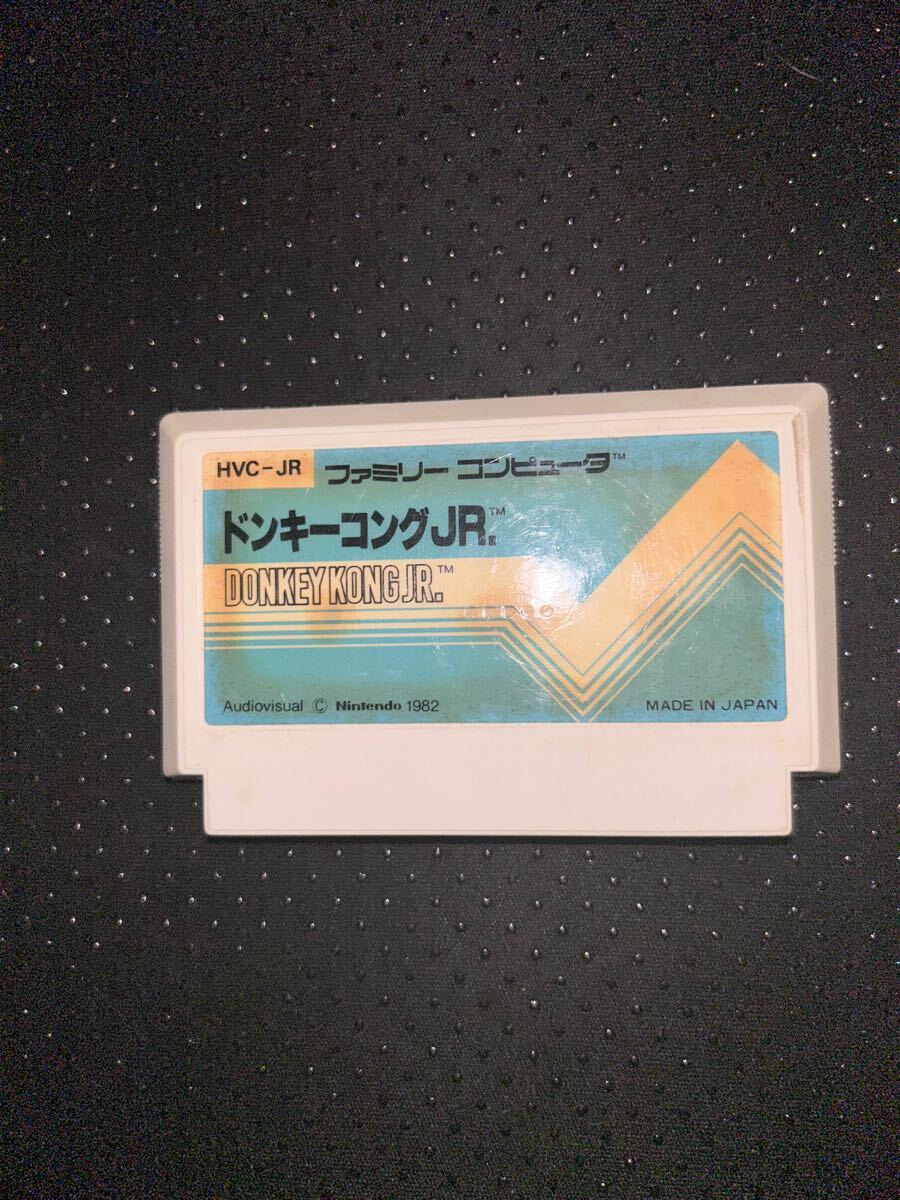 HVC-JR
ファミリー コンピュータ™
ドンキーコングJR.™
DONKEY KONG JR.™
Audiovisual © Nintendo 1982
MADE IN JAPAN